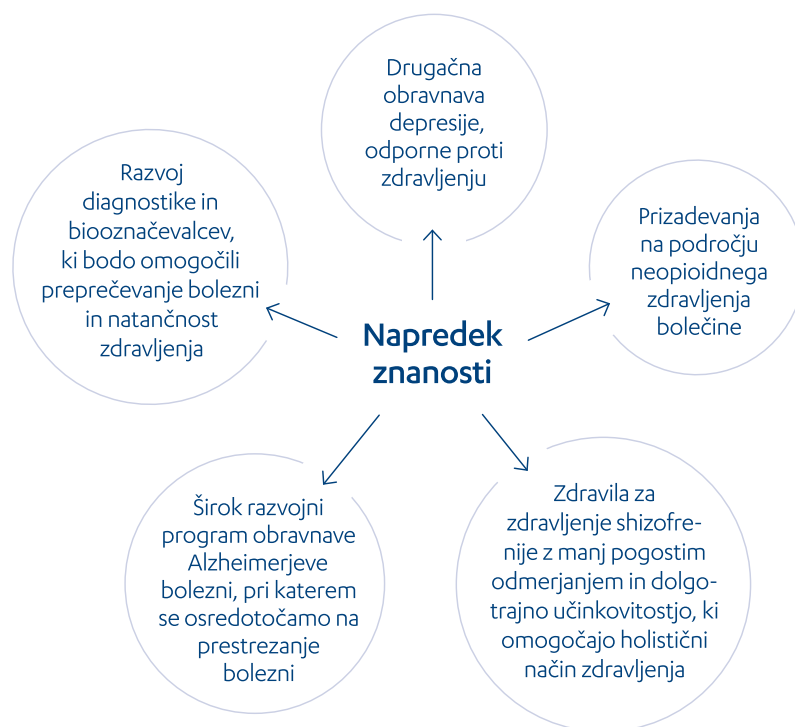 Drugačna
obravnava
depresije,
odporne proti
zdravljenju
Razvoj
diagnostike in
biooznačevalcev,
ki bodo omogočili
preprečevanje bolezni
in natančnost
zdravljenja
Prizadevanja
na področju
neopioidnega
zdravljenja
bolečine
Napredek
znanosti
Širok razvojni
program obravnave
Alzheimerjeve
bolezni, pri katerem
se osredotočamo na
prestrezanje
bolezni
Zdravila za
zdravljenje shizofre-
nije z manj pogostim
odmerjanjem in dolgo-
trajno učinkovitostjo, ki
omogočajo holistični
način zdravljenja